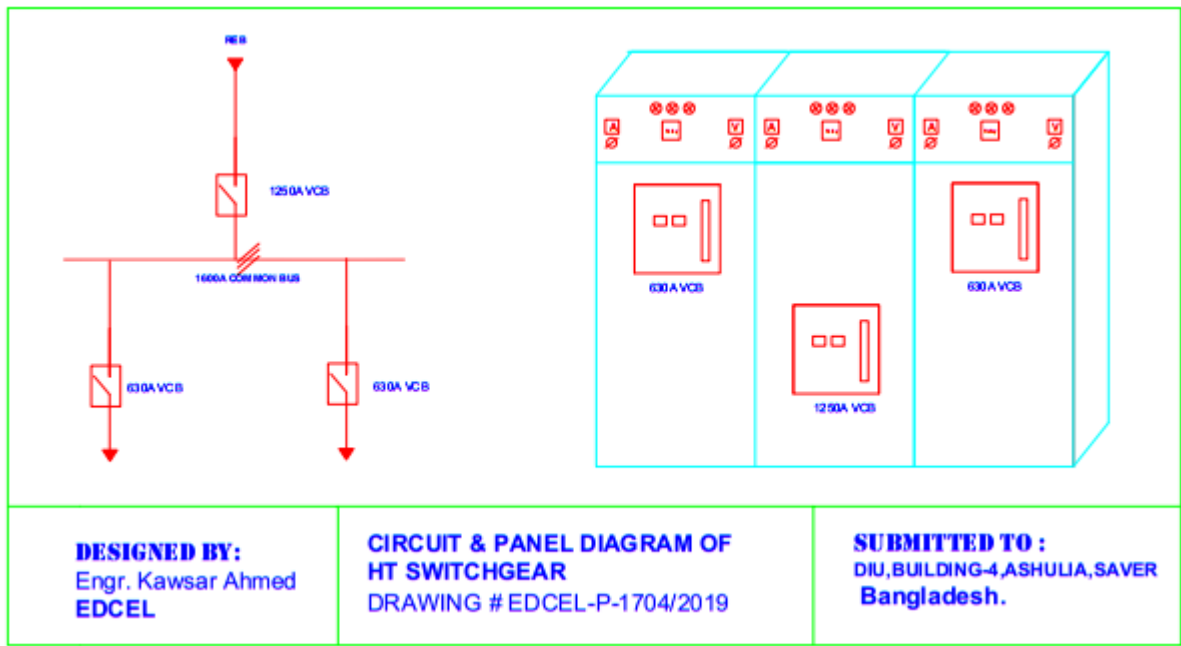 REB
1250A VCB
1600A COMMON BUS
630A VCB
630A VCB
A
V
A
V
A
V
630A VCB
630A VCB
1250A VCB
DESIGNED BY:
Engr. Kawsar Ahmed
EDCEL
CIRCUIT & PANEL DIAGRAM OF
HT SWITCHGEAR
DRAWING # EDCEL-P-1704/2019
SUBMITTED TO :
DIU,BUILDING-4,ASHULIA,SAVER
Bangladesh.